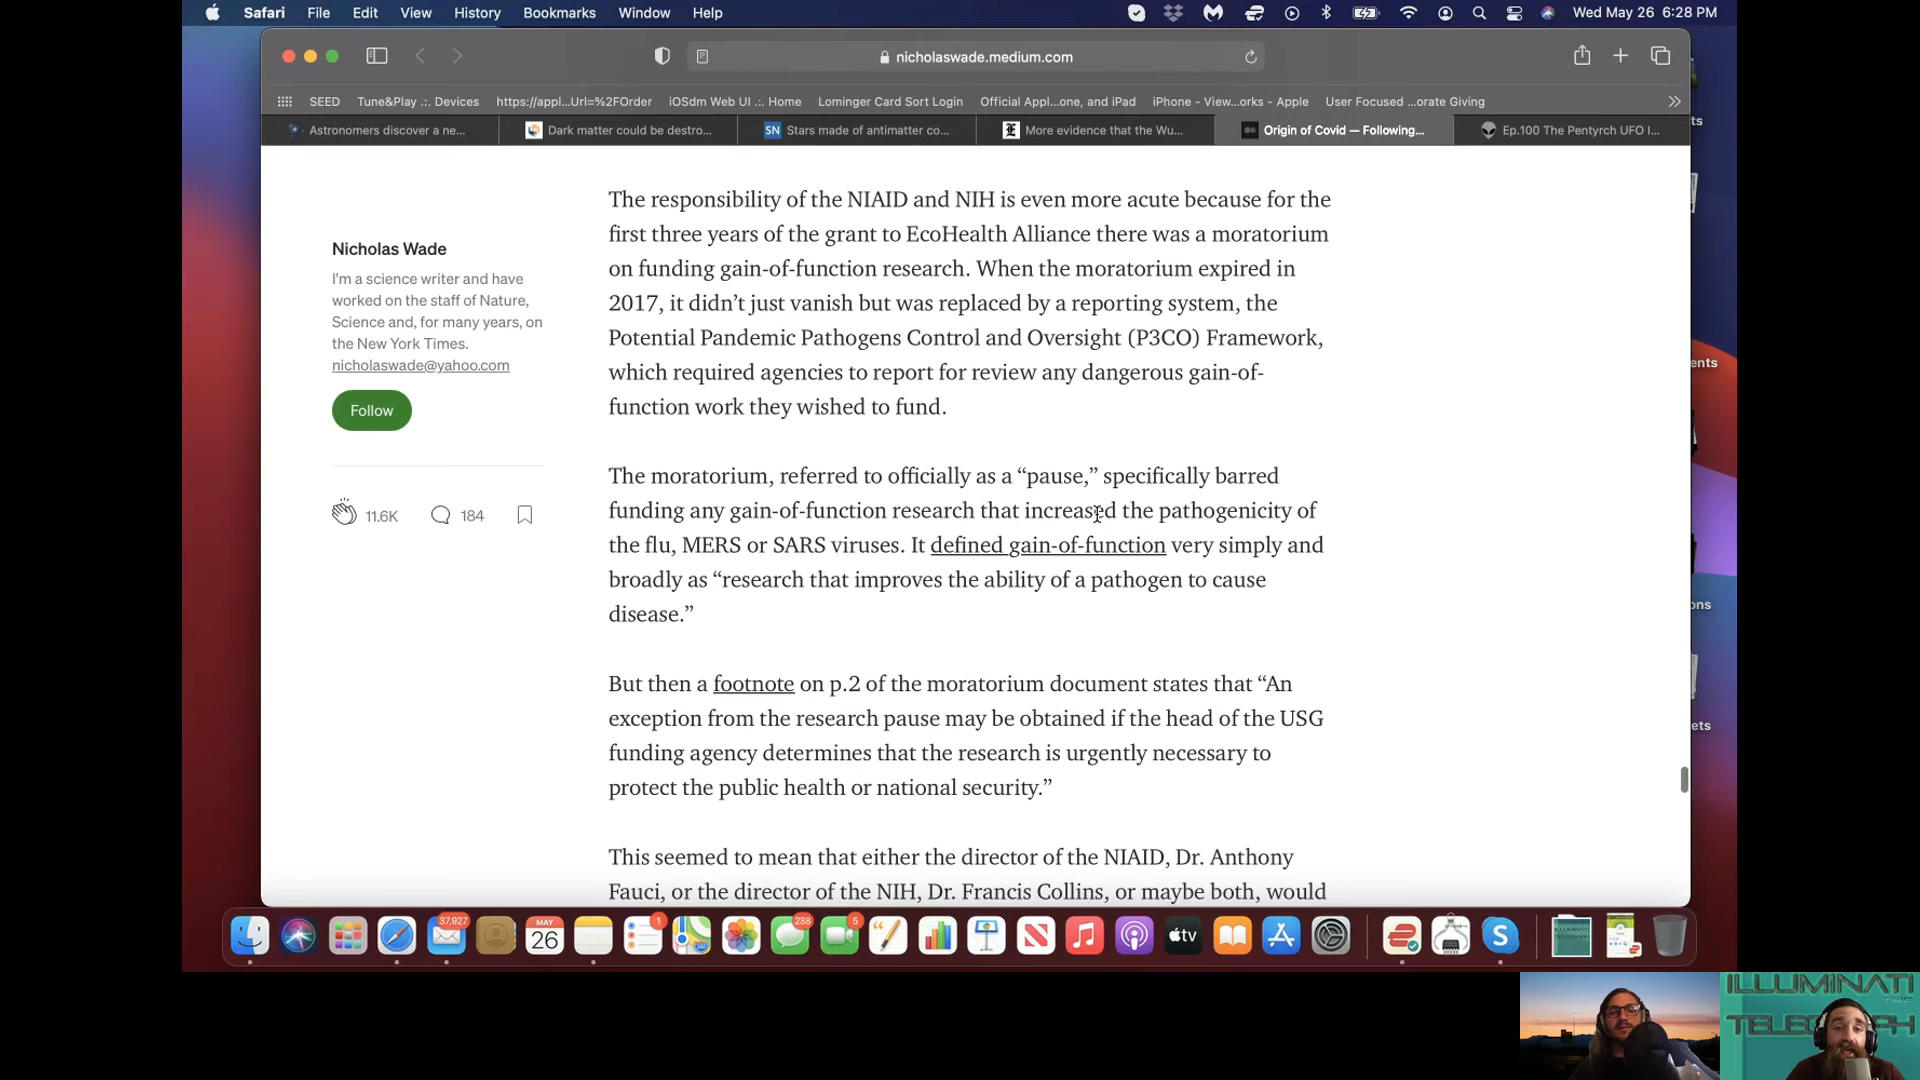 Safari File Edit View History Bookmarks Window Help Wed May 26 6:28 PM
nicholaswade.medium.com
SEED Tune&Play .:. Devices https://appl...Url=%2FOrder iOSdm Web UI .:. Home Lominger Card Sort Login Official Appl...one, and iPad iPhone - View...orks - Apple User Focused ...orate Giving
Astronomers discover a ne... Dark matter could be destro... SN Stars made of antimatter co... More evidence that the Wu... Origin of Covid — Following... Ep.100 The Pentyrch UFO I...
Nicholas Wade
I'm a science writer and have
worked on the staff of Nature,
Science and, for many years, on
the New York Times.
nicholaswade@yahoo.com
Follow
11.6K 184
The responsibility of the NIAID and NIH is even more acute because for the
first three years of the grant to EcoHealth Alliance there was a moratorium
on funding gain-of-function research. When the moratorium expired in
2017, it didn’t just vanish but was replaced by a reporting system, the
Potential Pandemic Pathogens Control and Oversight (P3CO) Framework,
which required agencies to report for review any dangerous gain-of-
function work they wished to fund.
The moratorium, referred to officially as a “pause,” specifically barred
funding any gain-of-function research that increased the pathogenicity of
the flu, MERS or SARS viruses. It defined gain-of-function very simply and
broadly as “research that improves the ability of a pathogen to cause
disease.”
But then a footnote on p.2 of the moratorium document states that “An
exception from the research pause may be obtained if the head of the USG
funding agency determines that the research is urgently necessary to
protect the public health or national security.”
This seemed to mean that either the director of the NIAID, Dr. Anthony
Fauci, or the director of the NIH, Dr. Francis Collins, or maybe both, would
ts
ents
ons
ets
37,927 MAY 26 1 238 5 tv
ILLUMINATI
TELEGRAPH